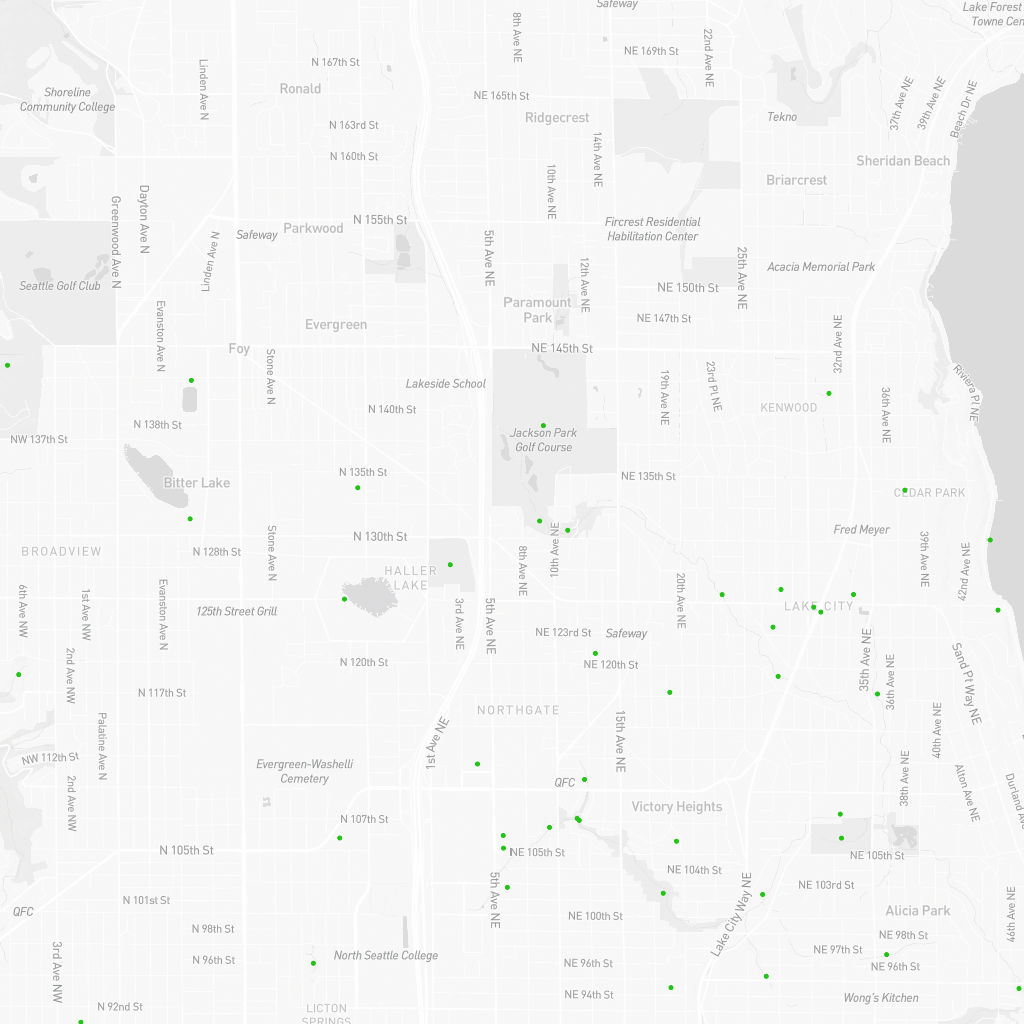 Safeway
Lake Forest
Towne Cen
8th Ave NE
22nd Ave NE
NE 169th St
N 167th St
Linden Ave N
Ronald
Shoreline
Community College
NE 165th St
37th Ave NE
39th Ave NE
Beach Dr NE
Ridgecrest
Tekno
N 163rd St
14th Ave NE
N 160th St
Sheridan Beach
10th Ave NE
Briarcrest
Dayton Ave N
Greenwood Ave N
N 155th St
Fircrest Residential
Habilitation Center
Parkwood
Safeway
Linden Ave N
5th Ave NE
12th Ave NE
25th Ave NE
Acacia Memorial Park
Seattle Golf Club
NE 150th St
Paramount
Park
Evanston Ave N
Evergreen
NE 147th St
32nd Ave NE
Foy
NE 145th St
Stone Ave N
Lakeside School
19th Ave NE
23rd Pl NE
Riviera Pl NE
N 140th St
KENWOOD
39th Ave NE
N 138th St
NW 137th St
Jackson Park
Golf Course
N 135th St
NE 135th St
Bitter Lake
CEDAR PARK
Fred Meyer
N 130th St
10th Ave NE
Stone Ave N
N 128th St
BROADVIEW
36th Ave NE
42nd Ave NE
8th Ave NE
HALLER
LAKE
20th Ave NE
6th Ave NW
1st Ave NW
Evanston Ave N
125th Street Grill
3rd Ave NE
5th Ave NE
LAKE CITY
NE 123rd St
Safeway
35th Ave NE
N 120th St
NE 120th St
2nd Ave NW
36th Ave NE
Sand Pt Way NE
N 117th St
NORTHGATE
Palatine Ave N
1st Ave NE
15th Ave NE
40th Ave NE
NW 112th St
Evergreen-Washelli
Cemetery
QFC
38th Ave NE
Alton Ave NE
Durland Ave
2nd Ave NW
Victory Heights
N 107th St
N 105th St
NE 105th St
NE 105th St
NE 104th St
NE 103rd St
5th Ave NE
N 101st St
QFC
NE 100th St
Lake City Way NE
Alicia Park
46th Ave NE
N 98th St
NE 98th St
3rd Ave NW
North Seattle College
NE 97th St
N 96th St
NE 96th St
NE 96th St
NE 94th St
Wong's Kitchen
N 92nd St
LICTON
SPRINGS